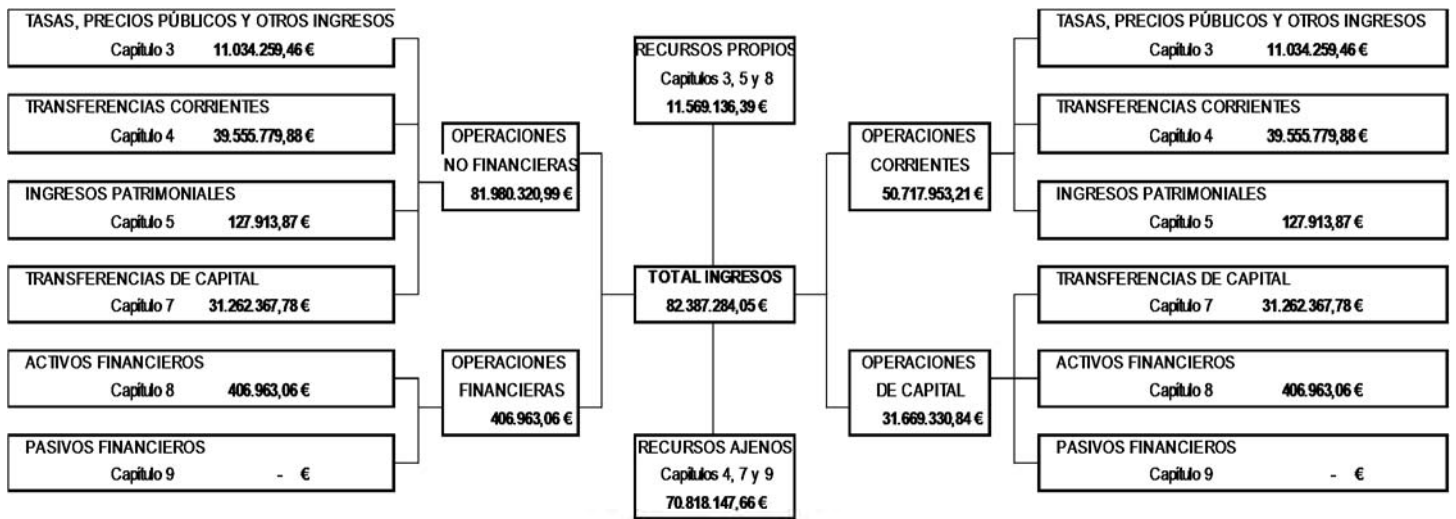 TASAS, PRECIOS PÚBLICOS Y OTROS INGRESOS
Capítulo 3 11.034.259,46 €
TRANSFERENCIAS CORRIENTES
Capítulo 4 39.555.779,88 €
INGRESOS PATRIMONIALES
Capítulo 5 127.913,87 €
TRANSFERENCIAS DE CAPITAL
Capítulo 7 31.262.367,78 €
ACTIVOS FINANCIEROS
Capítulo 8 406.963,06 €
PASIVOS FINANCIEROS
Capítulo 9 - €
OPERACIONES
NO FINANCIERAS
81.980.320,99 €
OPERACIONES
FINANCIERAS
406.963,06 €
RECURSOS PROPIOS
Capítulos 3, 5 y 8
11.569.136,39 €
TOTAL INGRESOS
82.387.284,05 €
RECURSOS AJENOS
Capítulos 4, 7 y 9
70.818.147,66 €
OPERACIONES
CORRIENTES
50.717.953,21 €
OPERACIONES
DE CAPITAL
31.669.330,84 €
TASAS, PRECIOS PÚBLICOS Y OTROS INGRESOS
Capítulo 3 11.034.259,46 €
TRANSFERENCIAS CORRIENTES
Capítulo 4 39.555.779,88 €
INGRESOS PATRIMONIALES
Capítulo 5 127.913,87 €
TRANSFERENCIAS DE CAPITAL
Capítulo 7 31.262.367,78 €
ACTIVOS FINANCIEROS
Capítulo 8 406.963,06 €
PASIVOS FINANCIEROS
Capítulo 9 - €